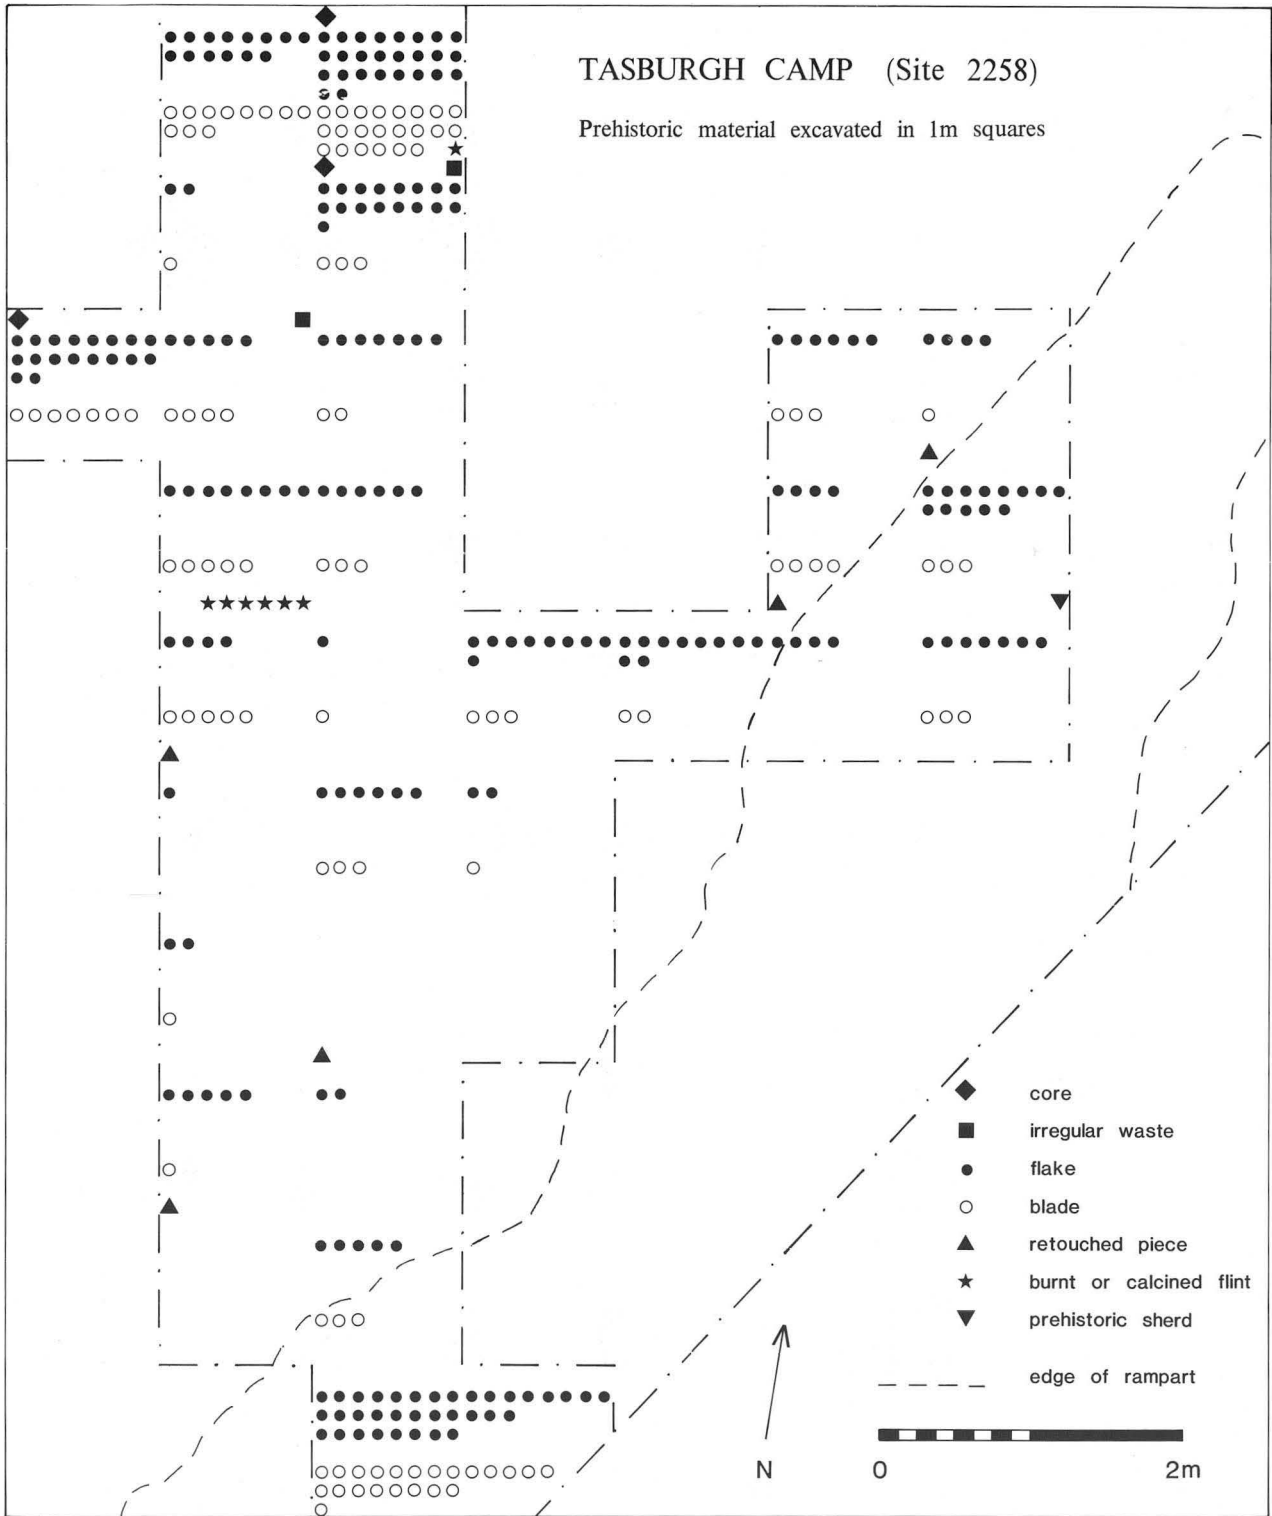 TASBURGH CAMP (Site 2258)
Prehistoric material excavated in 1m squares
core
irregular waste
flake
blade
retouched piece
burnt or calcined flint
prehistoric sherd
edge of rampart
N 0 2m